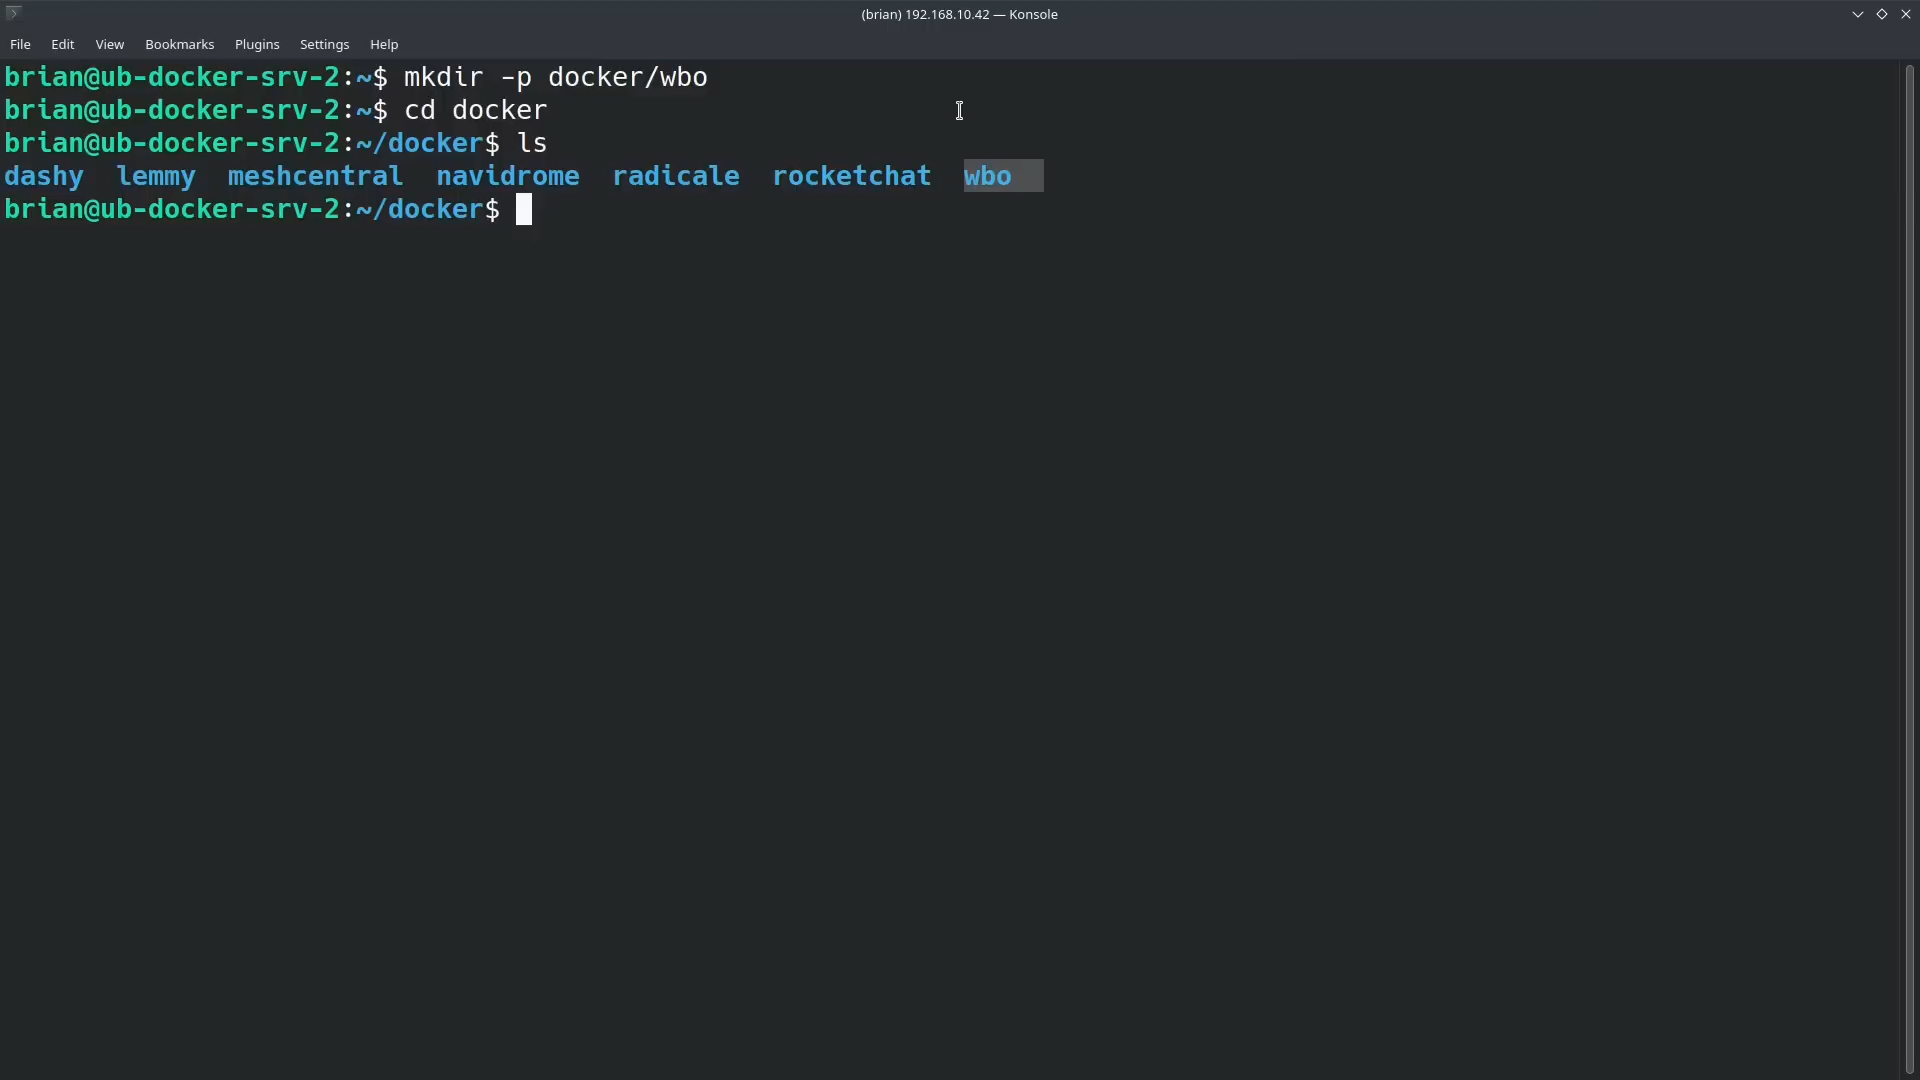 (brian) 192.168.10.42 — Konsole
File Edit View Bookmarks Plugins Settings Help
brian@ub-docker-srv-2:~$ mkdir -p docker/wbo
brian@ub-docker-srv-2:~$ cd docker
brian@ub-docker-srv-2:~/docker$ ls
dashy lemmy meshcentral navidrome radicale rocketchat wbo
brian@ub-docker-srv-2:~/docker$